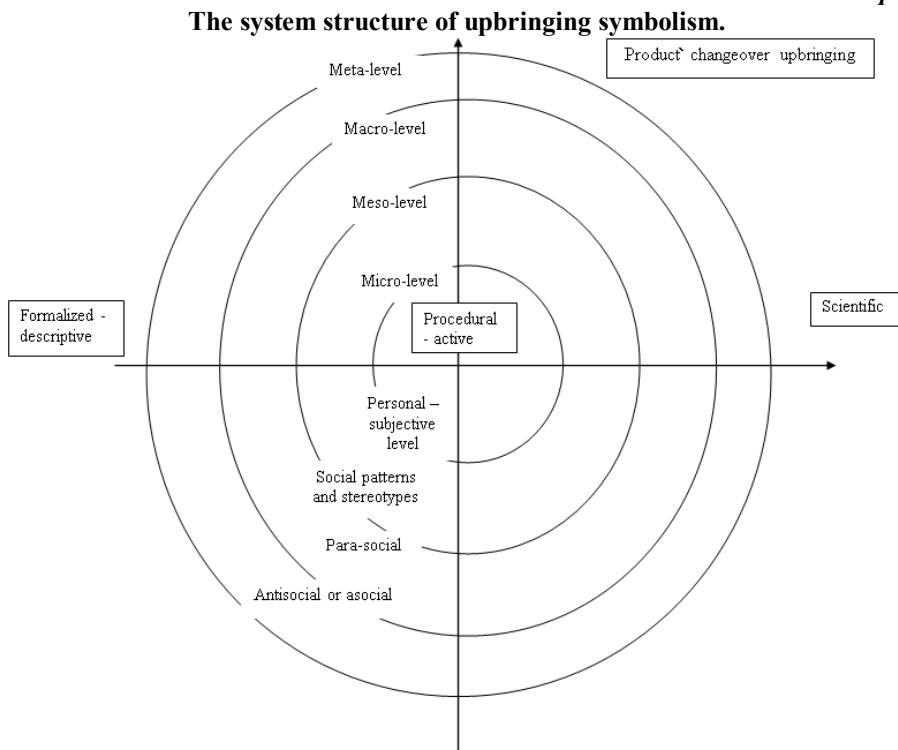 The system structure of upbringing symbolism.
Product` changeover upbringing
Meta-level
Macro-level
Meso-level
Micro-level
Formalized -
descriptive
Procedural
- active
Scientific
Personal –
subjective
level
Social patterns
and stereotypes
Para-social
Antisocial or asocial